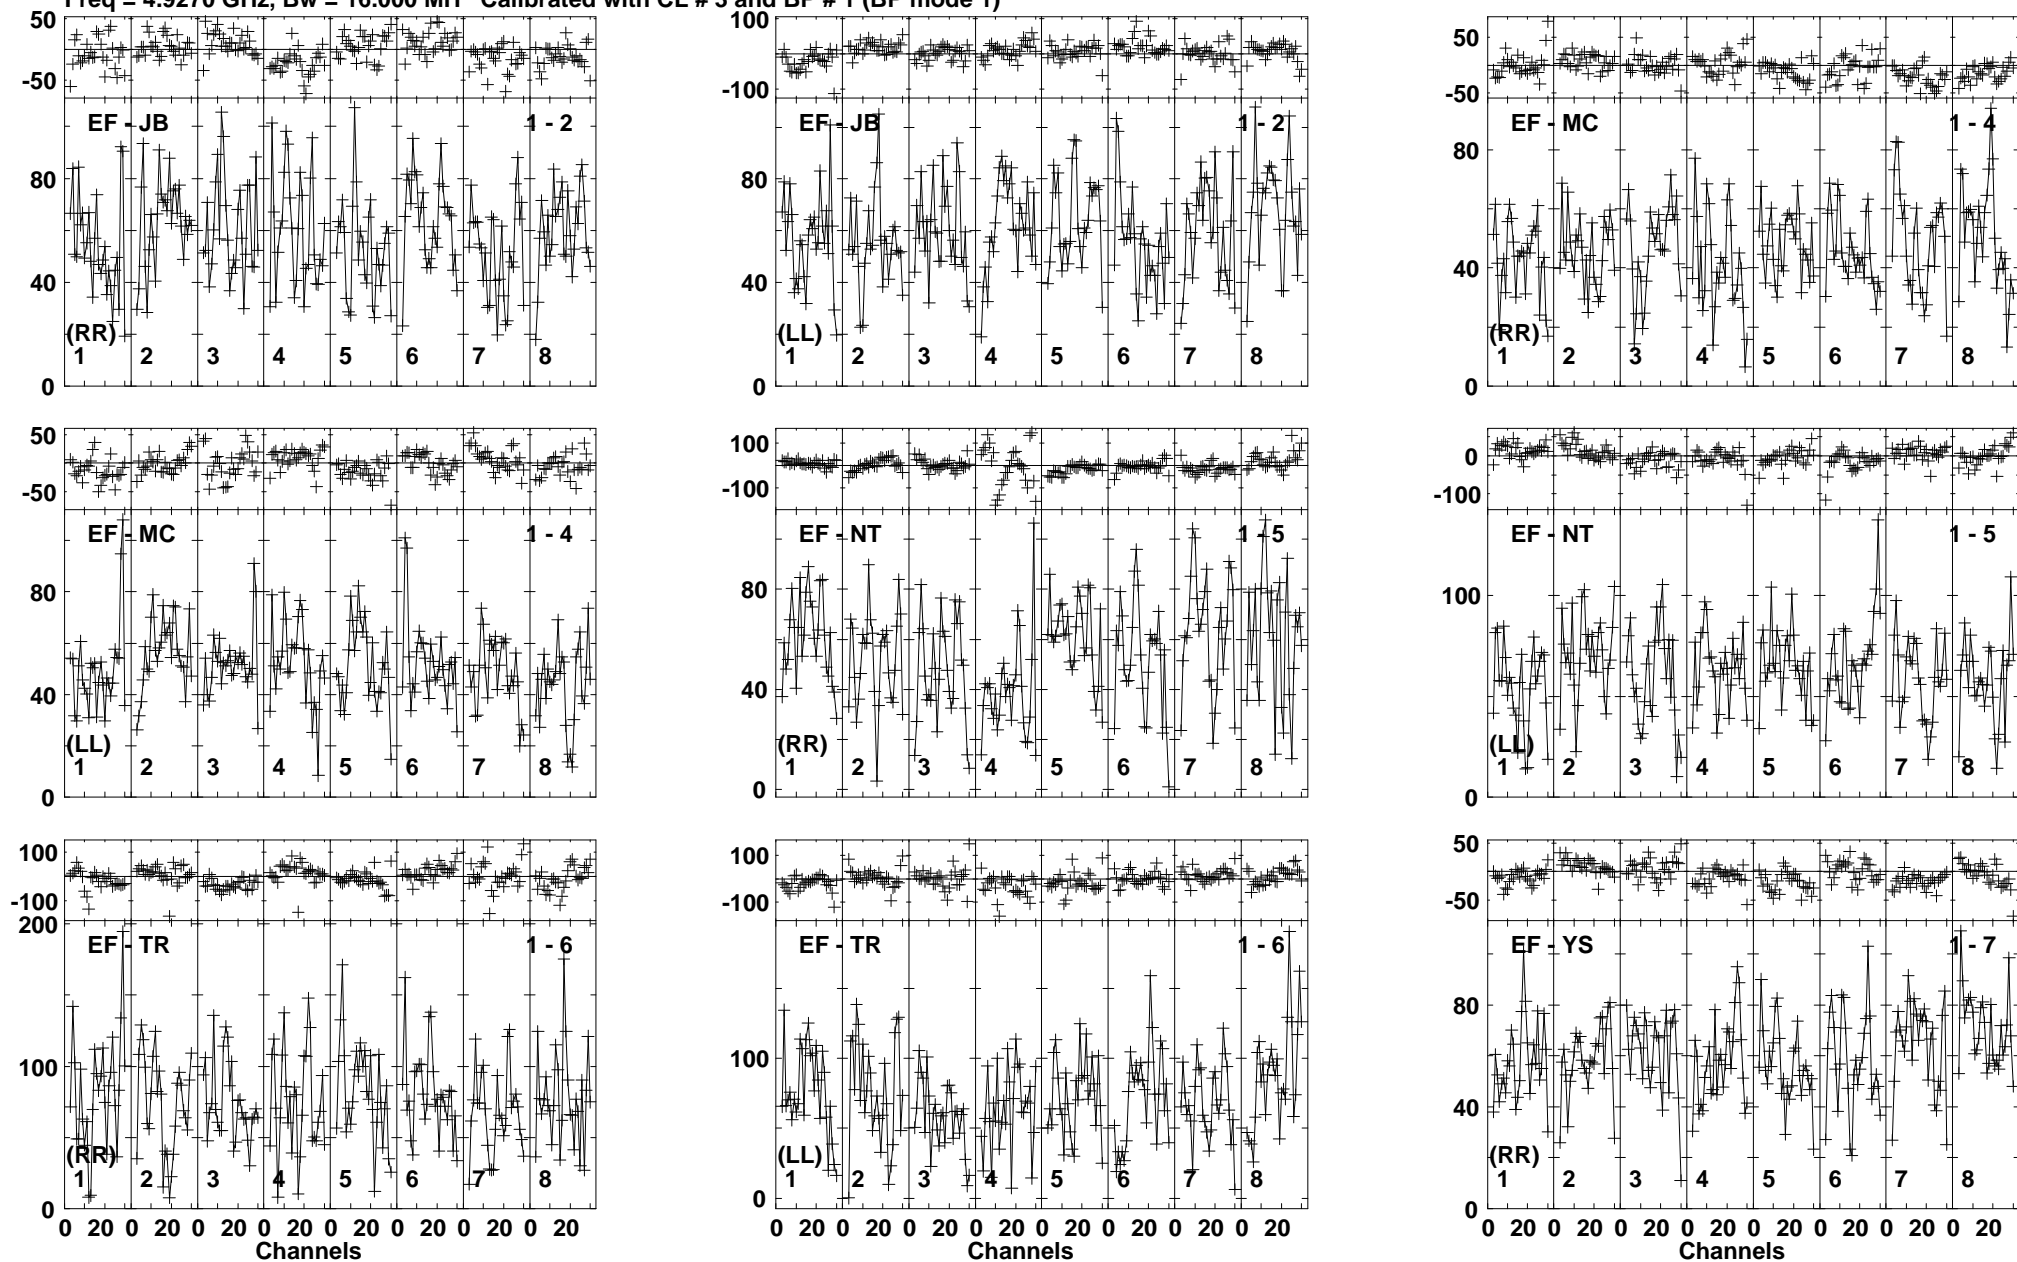 Freq = 4.9270 GHz, Bw = 16.000 MH Calibrated with CL # 3 and BP # 1 (BP mode 1)
50 100 50
-50 -100 -50
EF - JB 1 - 2 EF - JB 1 - 2 EF - MC 1 - 4
80 80 80
40 40 40
(RR) (LL) (RR)
1 2 3 4 5 6 7 8 1 2 3 4 5 6 7 8 1 2 3 4 5 6 7 8
0 0 0
50 100 0
-50 -100 -100
EF - MC 1 - 4 EF - NT 1 - 5 EF - NT 1 - 5
80 80 100
40 40
(LL) (RR) (LL)
1 2 3 4 5 6 7 8 1 2 3 4 5 6 7 8 1 2 3 4 5 6 7 8
0 0 0
100 100 50
-100 -100 -50
200
EF - TR 1 - 6 EF - TR 1 - 6 EF - YS 1 - 7
100 100 80
40
(RR) (LL) (RR)
1 2 3 4 5 6 7 8 1 2 3 4 5 6 7 8 1 2 3 4 5 6 7 8
0 0 0
0 20 0 20 0 20 0 20 0 20 0 20 0 20 0 20 0 20 0 20 0 20 0 20 0 20 0 20 0 20 0 20 0 20 0 20 0 20 0 20 0 20 0 20 0 20 0 20
Channels Channels Channels